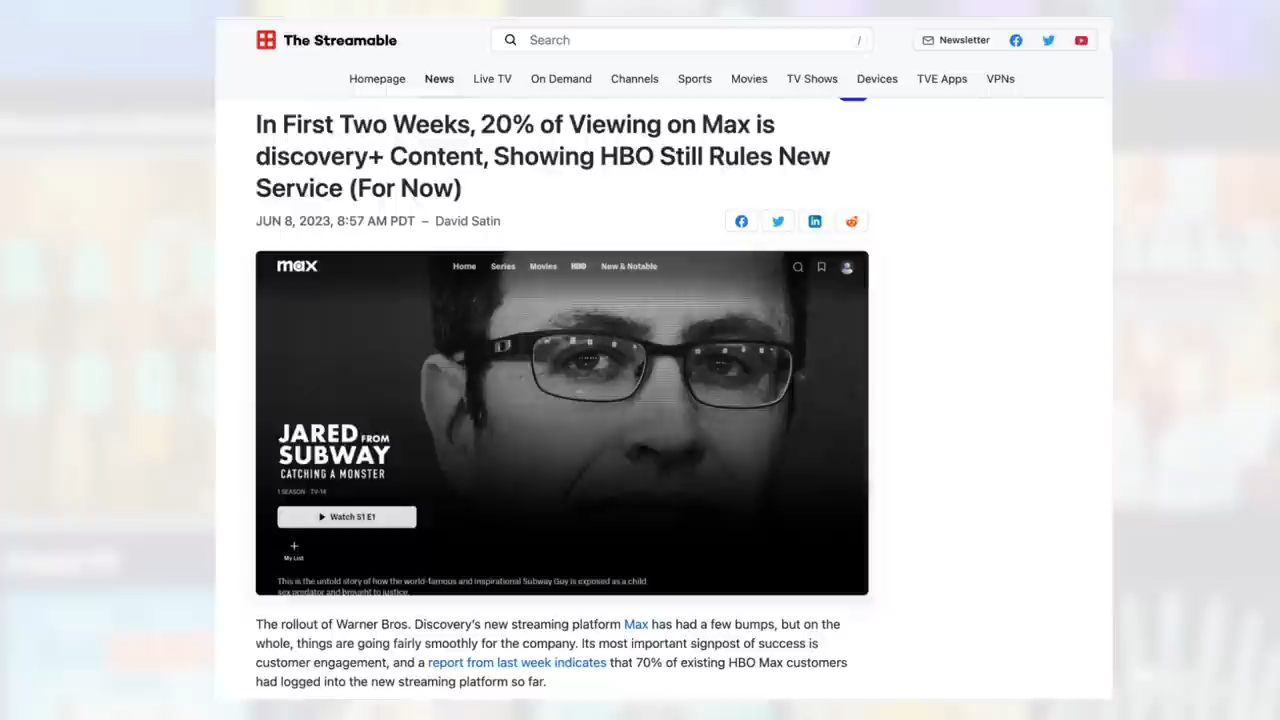 The Streamable
Search
/
Newsletter
Homepage News Live TV On Demand Channels Sports Movies TV Shows Devices TVE Apps VPNs
In First Two Weeks, 20% of Viewing on Max is
discovery+ Content, Showing HBO Still Rules New
Service (For Now)
JUN 8, 2023, 8:57 AM PDT – David Satin
max
Home Series Movies HBO New & Notable
JARED FROM
SUBWAY
CATCHING A MONSTER
1 SEASON TV-14
Watch S1 E1
My List
This is the untold story of how the world-famous and inspirational Subway Guy is exposed as a child
sex predator and brought to justice.
The rollout of Warner Bros. Discovery’s new streaming platform Max has had a few bumps, but on the
whole, things are going fairly smoothly for the company. Its most important signpost of success is
customer engagement, and a report from last week indicates that 70% of existing HBO Max customers
had logged into the new streaming platform so far.